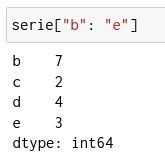 serie["b": "e"]
b    7
c    2
d    4
e    3
dtype: int64